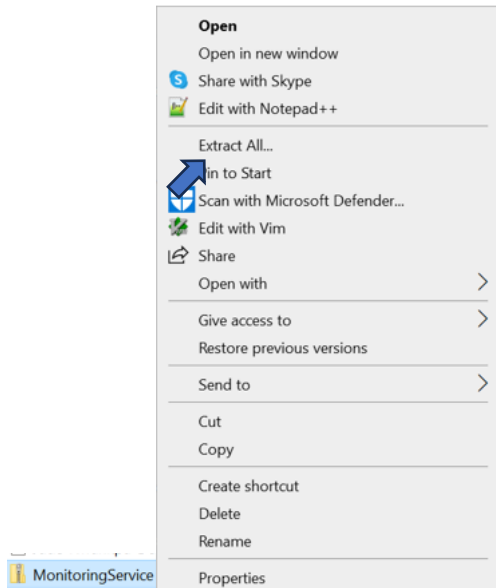 Open
Open in new window
Share with Skype
Edit with Notepad++
Extract All...
in to Start
Scan with Microsoft Defender...
Edit with Vim
Share
Open with
Give access to
Restore previous versions
Send to
Cut
Copy
Create shortcut
Delete
Rename
MonitoringService
Properties